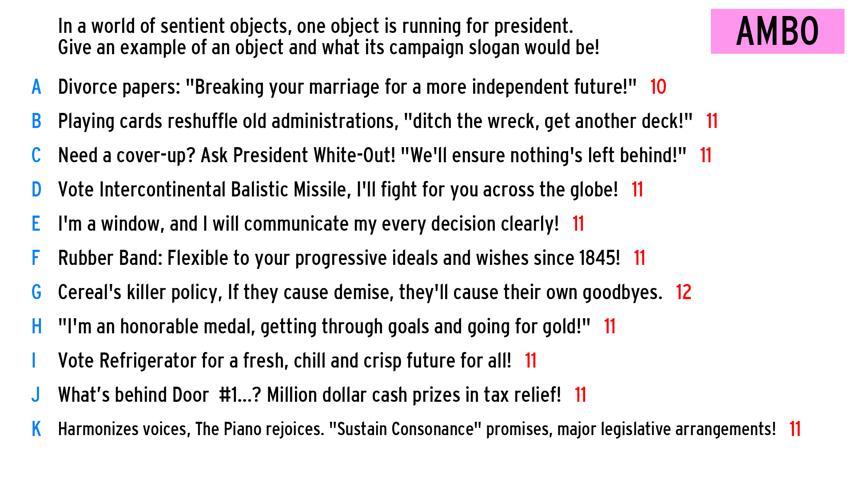 In a world of sentient objects, one object is running for president.
Give an example of an object and what its campaign slogan would be!
AMBO
A Divorce papers: "Breaking your marriage for a more independent future!" 10
B Playing cards reshuffle old administrations, "ditch the wreck, get another deck!" 11
C Need a cover-up? Ask President White-Out! "We'll ensure nothing's left behind!" 11
D Vote Intercontinental Balistic Missile, I'll fight for you across the globe! 11
E I'm a window, and I will communicate my every decision clearly! 11
F Rubber Band: Flexible to your progressive ideals and wishes since 1845! 11
G Cereal's killer policy, If they cause demise, they'll cause their own goodbyes. 12
H "I'm an honorable medal, getting through goals and going for gold!" 11
I Vote Refrigerator for a fresh, chill and crisp future for all! 11
J What's behind Door #1...? Million dollar cash prizes in tax relief! 11
K Harmonizes voices, The Piano rejoices. "Sustain Consonance" promises, major legislative arrangements! 11